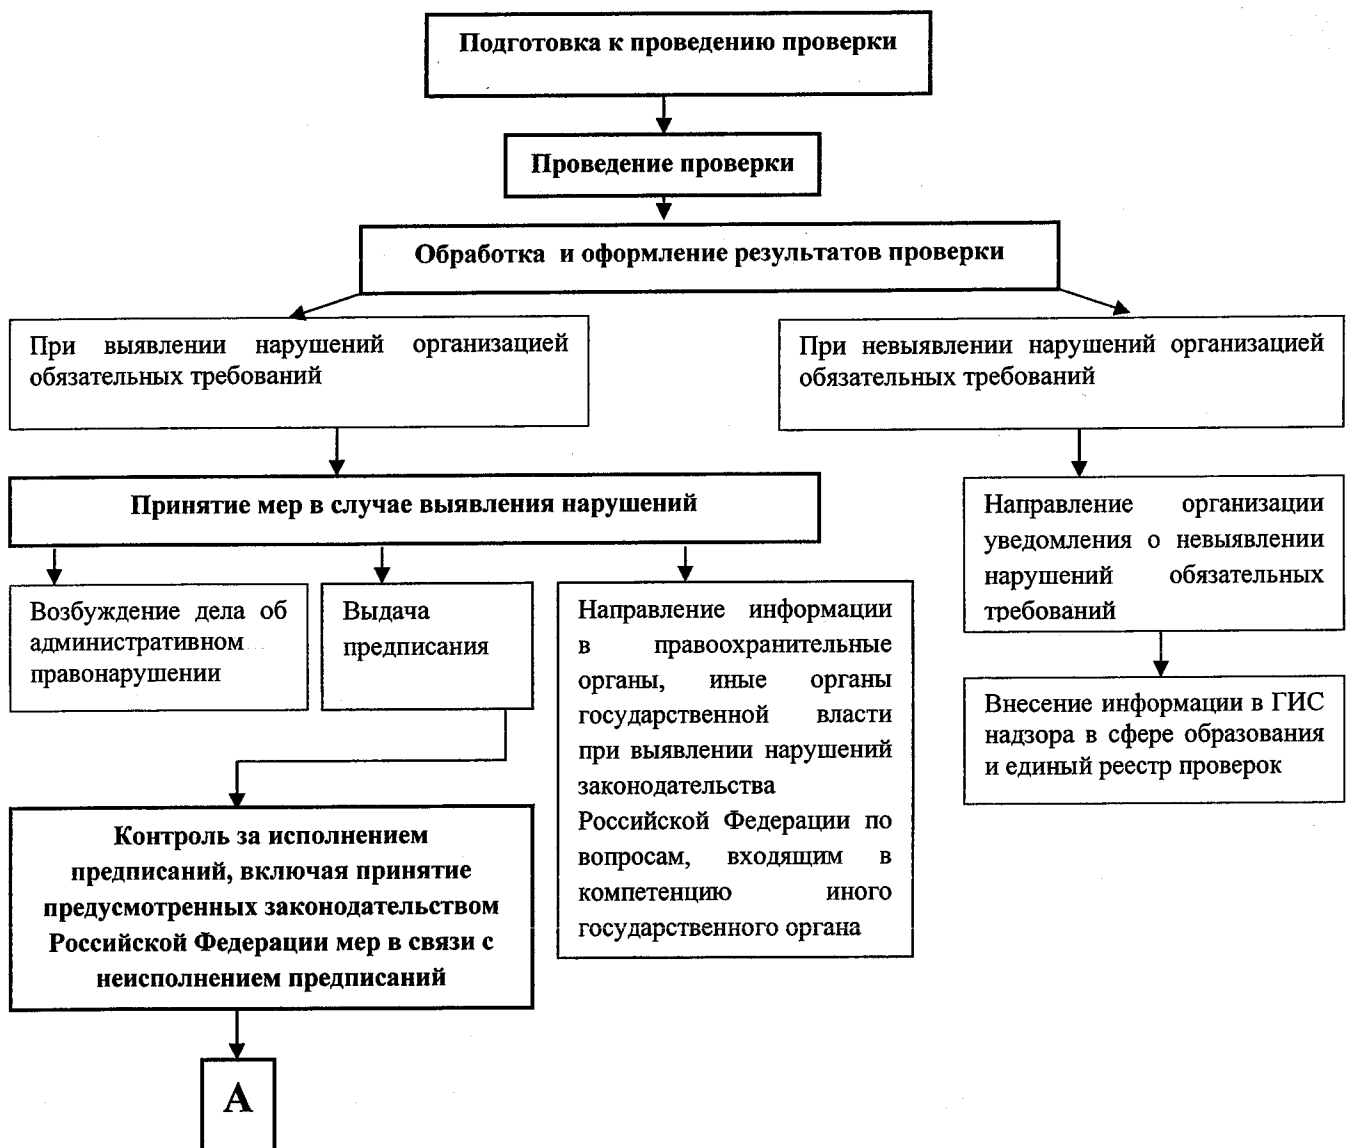 Подготовка к проведению проверки
Проведение проверки
Обработка и оформление результатов проверки
При выявлении нарушений организацией
обязательных требований
При невыявлении нарушений организацией
обязательных требований
Принятие мер в случае выявления нарушений
Направление организации
уведомления о невыявлении
нарушений обязательных
требований
Возбуждение дела об
административном
правонарушении
Выдача
предписания
Направление информации
в правоохранительные
органы, иные органы
государственной власти
при выявлении нарушений
законодательства
Российской Федерации по
вопросам, входящим в
компетенцию иного
государственного органа
Внесение информации в ГИС
надзора в сфере образования
и единый реестр проверок
Контроль за исполнением
предписаний, включая принятие
предусмотренных законодательством
Российской Федерации мер в связи с
неисполнением предписаний
А